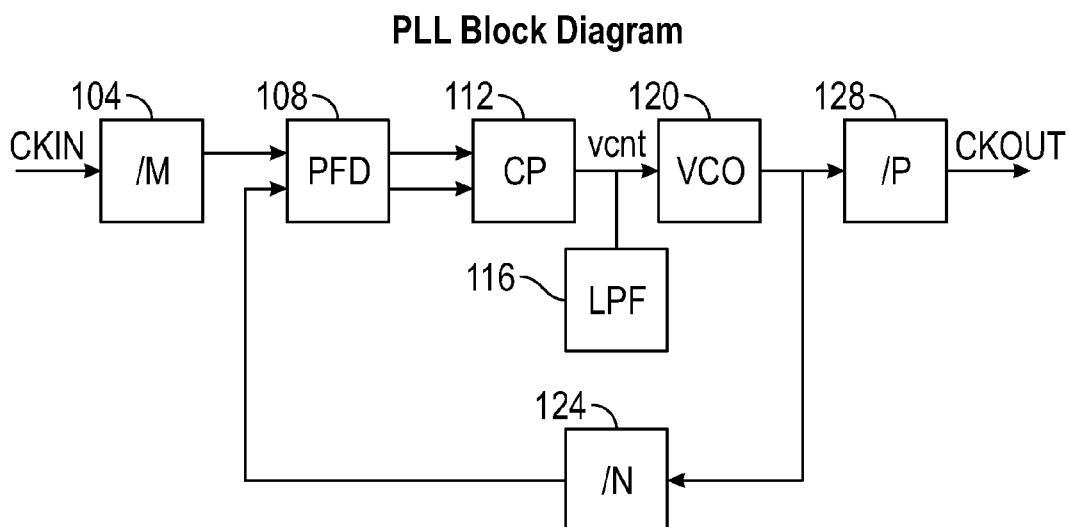 PLL Block Diagram
104
108
112
120
128
CKIN
/M
PFD
CP
vcnt
VCO
/P
CKOUT
116
LPF
124
/N